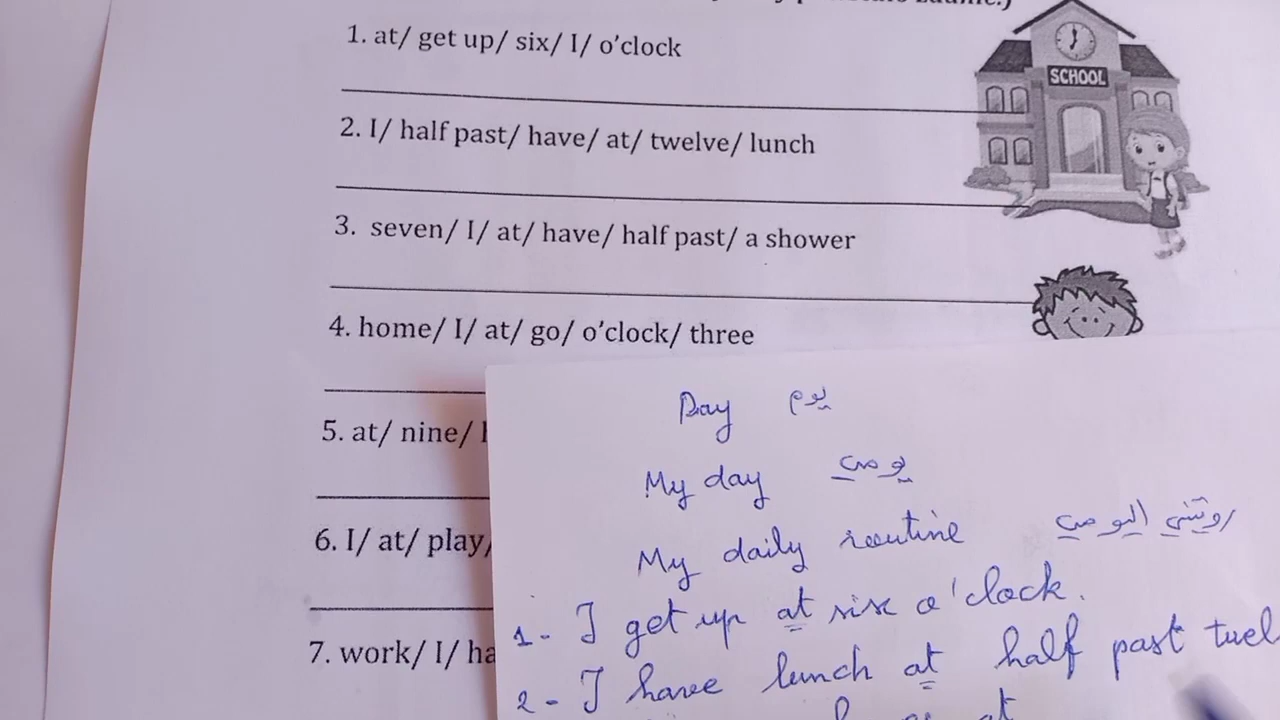 1. at/ get up/ six/ I/ o'clock
SCHOOL
2. I/ half past/ have/ at/ twelve/ lunch
3. seven/ I/ at/ have/ half past/ a shower
4. home/ I/ at/ go/ o'clock/ three
5. at/ nine/
6. I/ at/ play/
7. work/ I/ ha
Day يوم
My day يومي
My daily routine روتيني اليومي
1- I get up at six o'clock.
2- I have lunch at half past twel
at